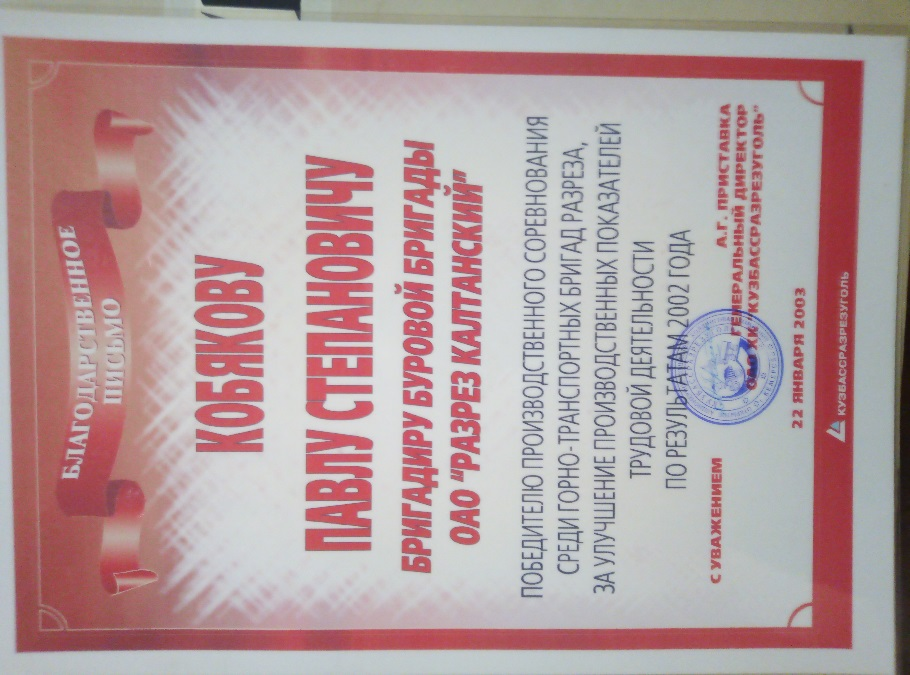 БЛАГОДАРСТВЕННОЕ
ПИСЬМО
КОБЯКОВУ
ПАВЛУ СТЕПАНОВИЧУ
БРИГАДИРУ БУРОВОЙ БРИГАДЫ
ОАО "РАЗРЕЗ КАЛТАНСКИЙ"
ПОБЕДИТЕЛЮ ПРОИЗВОДСТВЕННОГО СОРЕВНОВАНИЯ
СРЕДИ ГОРНО-ТРАНСПОРТНЫХ БРИГАД РАЗРЕЗА,
ЗА УЛУЧШЕНИЕ ПРОИЗВОДСТВЕННЫХ ПОКАЗАТЕЛЕЙ
ТРУДОВОЙ ДЕЯТЕЛЬНОСТИ
ПО РЕЗУЛЬТАТАМ 2002 ГОДА
С УВАЖЕНИЕМ
А.Г. ПРИСТАВКА
ГЕНЕРАЛЬНЫЙ ДИРЕКТОР
ОАО ХК "КУЗБАССРАЗРЕЗУГОЛЬ"
22 ЯНВАРЯ 2003
КУЗБАССРАЗРЕЗУГОЛЬ